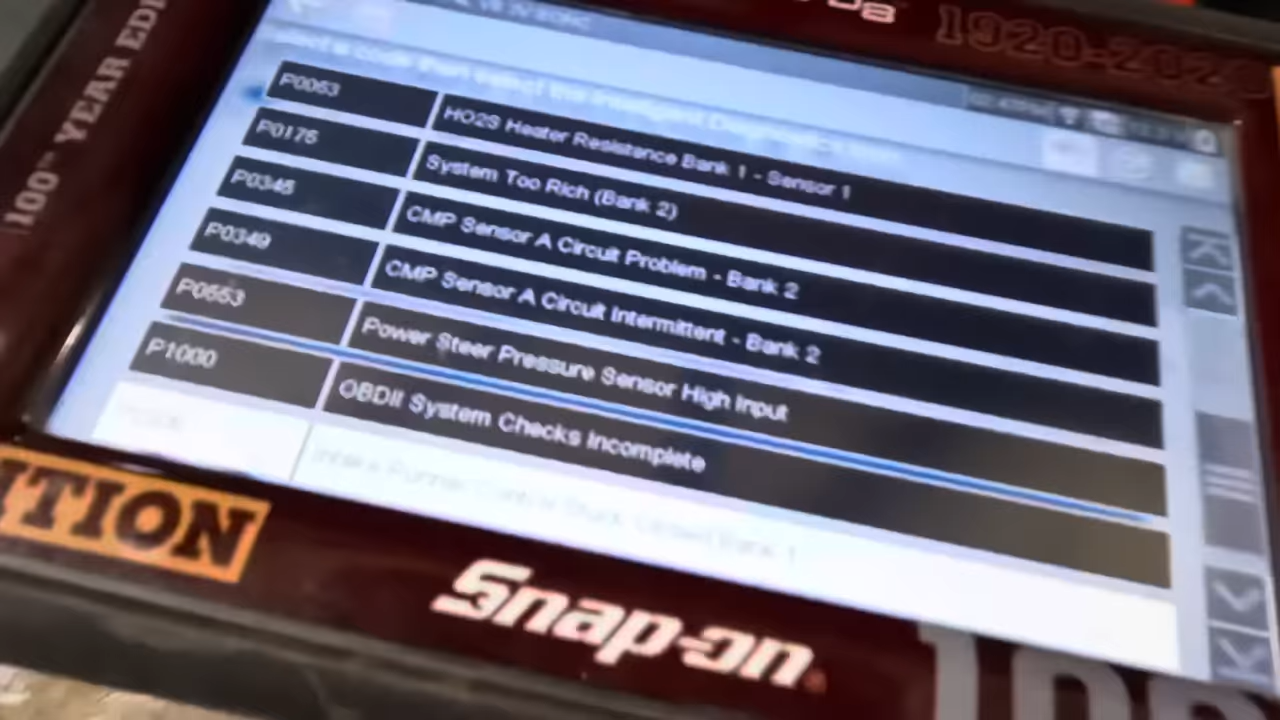 1920-202
100TH YEAR EDI
P0053 HO2S Heater Resistance Bank 1 - Sensor 1
P0175 System Too Rich (Bank 2)
P0345 CMP Sensor A Circuit Problem - Bank 2
P0349 CMP Sensor A Circuit Intermittent - Bank 2
P0553 Power Steer Pressure Sensor High Input
P1000 OBDII System Checks Incomplete
ITION
Snap-on